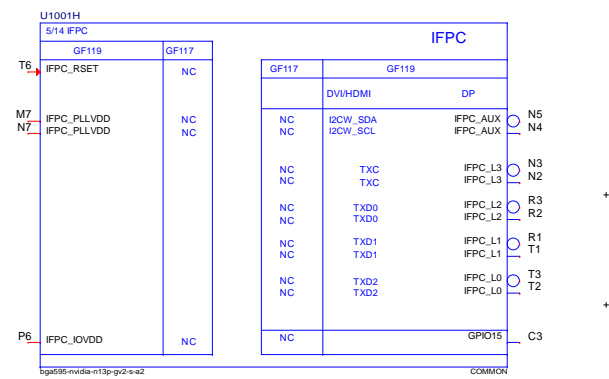 U1001H
5/14 IFPC
IFPC
GF119 GF117
T6 IFPC_RSET NC
GF117 GF119
DVI/HDMI DP
M7 IFPC_PLLVDD NC
N7 IFPC_PLLVDD NC
NC I2CW_SDA IFPC_AUX N5
NC I2CW_SCL IFPC_AUX N4
NC TXC IFPC_L3 N3
NC TXC IFPC_L3 N2
NC TXD0 IFPC_L2 R3
NC TXD0 IFPC_L2 R2
NC TXD1 IFPC_L1 R1
NC TXD1 IFPC_L1 T1
NC TXD2 IFPC_L0 T3
NC TXD2 IFPC_L0 T2
P6 IFPC_IOVDD NC
NC GPIO15 C3
bga595-nvidia-n13p-gv2-s-a2 COMMON